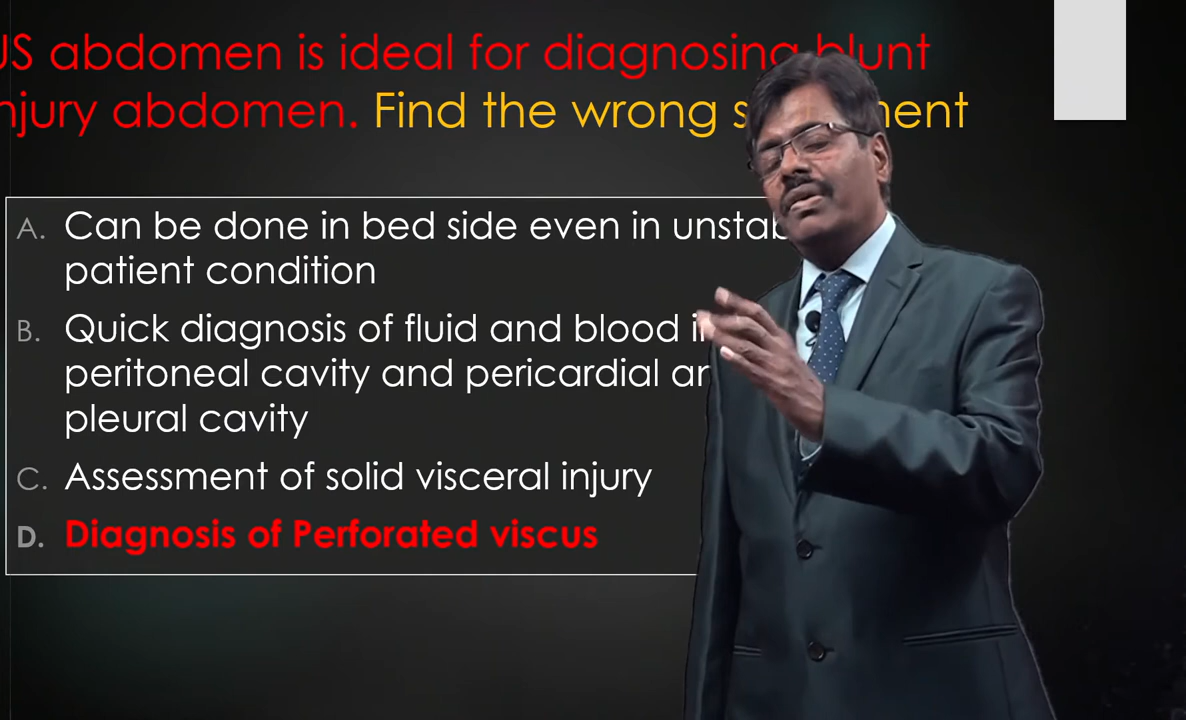 US abdomen is ideal for diagnosing blunt
njury abdomen. Find the wrong
A. Can be done in bed side even in
patient condition
B. Quick diagnosis of fluid and blood
peritoneal cavity and pericardial
pleural cavity
C. Assessment of solid visceral injury
D. Diagnosis of Perforated viscus